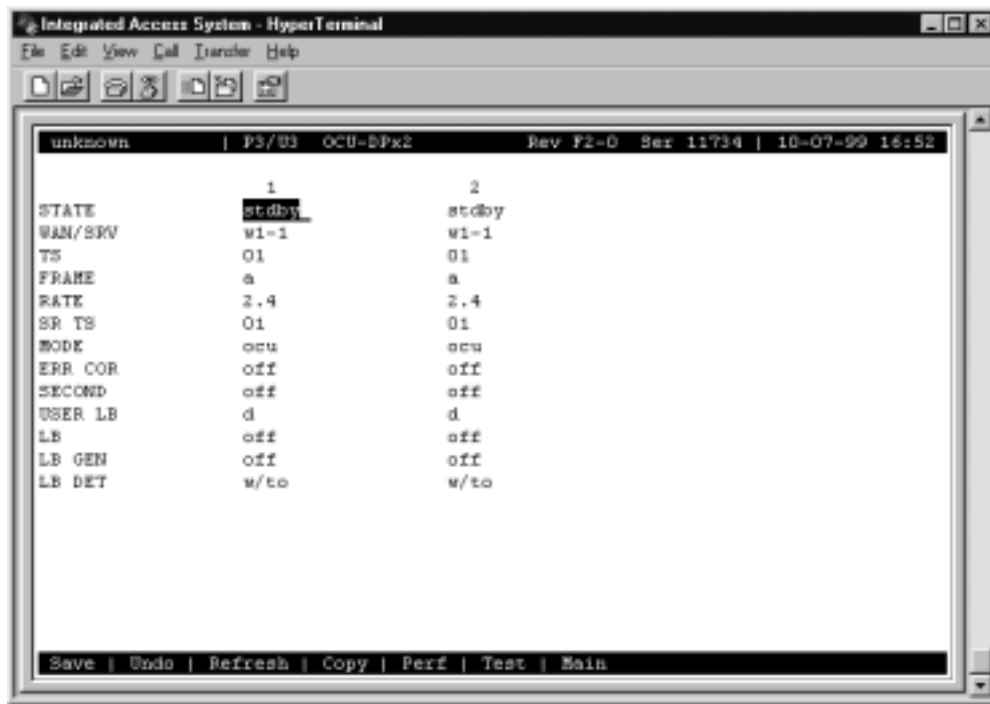 Integrated Access System - HyperTerminal
File Edit View Call Transfer Help
unknown | P3/U3 OCU-DPx2 Rev F2-0 Ser 11734 | 10-07-99 16:52
1 2
STATE stdby stdby
WAN/SRV w1-1 w1-1
TS 01 01
FRAME a a
RATE 2.4 2.4
SR TS 01 01
MODE ocu ocu
ERR COR off off
SECOND off off
USER LB d d
LB off off
LB GEN off off
LB DET w/to w/to
Save | Undo | Refresh | Copy | Perf | Test | Main